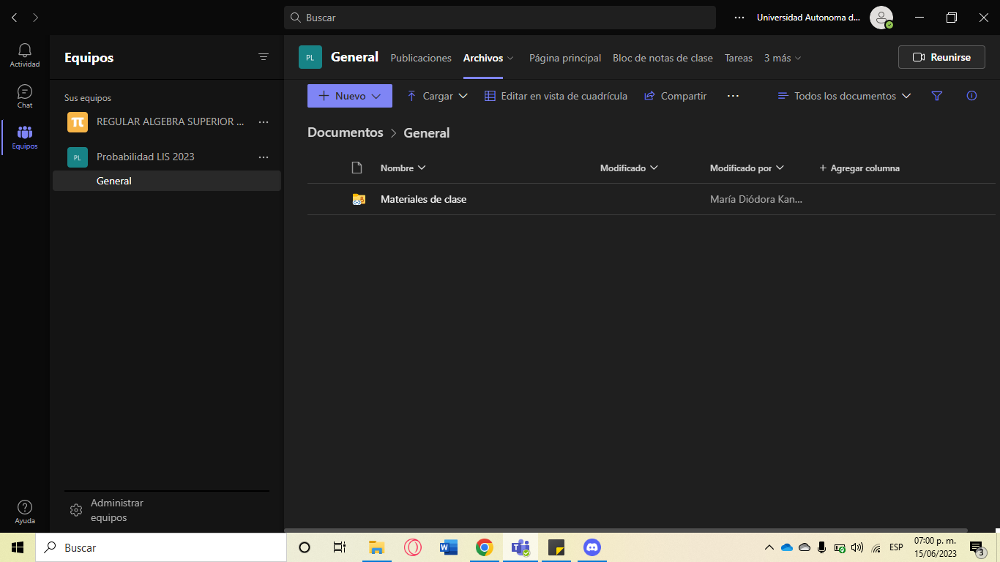 Buscar
Universidad Autonoma d...
Actividad
Chat
Equipos
Ayuda
Equipos
Sus equipos
π REGULAR ALGEBRA SUPERIOR ...
PL Probabilidad LIS 2023
General
Administrar
equipos
PL General Publicaciones Archivos Página principal Bloc de notas de clase Tareas 3 más Reunirse
Nuevo Cargar Editar en vista de cuadrícula Compartir ... Todos los documentos
Documentos > General
Nombre Modificado Modificado por + Agregar columna
Materiales de clase María Diódora Kan...
Buscar
ESP
07:00 p. m.
15/06/2023
3